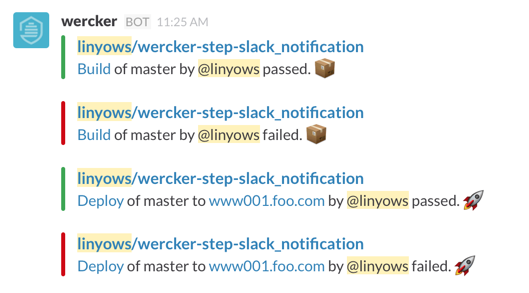 wercker BOT 11:25 AM
linyows/wercker-step-slack_notification
Build of master by @linyows passed. 📦
linyows/wercker-step-slack_notification
Build of master by @linyows failed. 📦
linyows/wercker-step-slack_notification
Deploy of master to www001.foo.com by @linyows passed. 🚀
linyows/wercker-step-slack_notification
Deploy of master to www001.foo.com by @linyows failed. 🚀